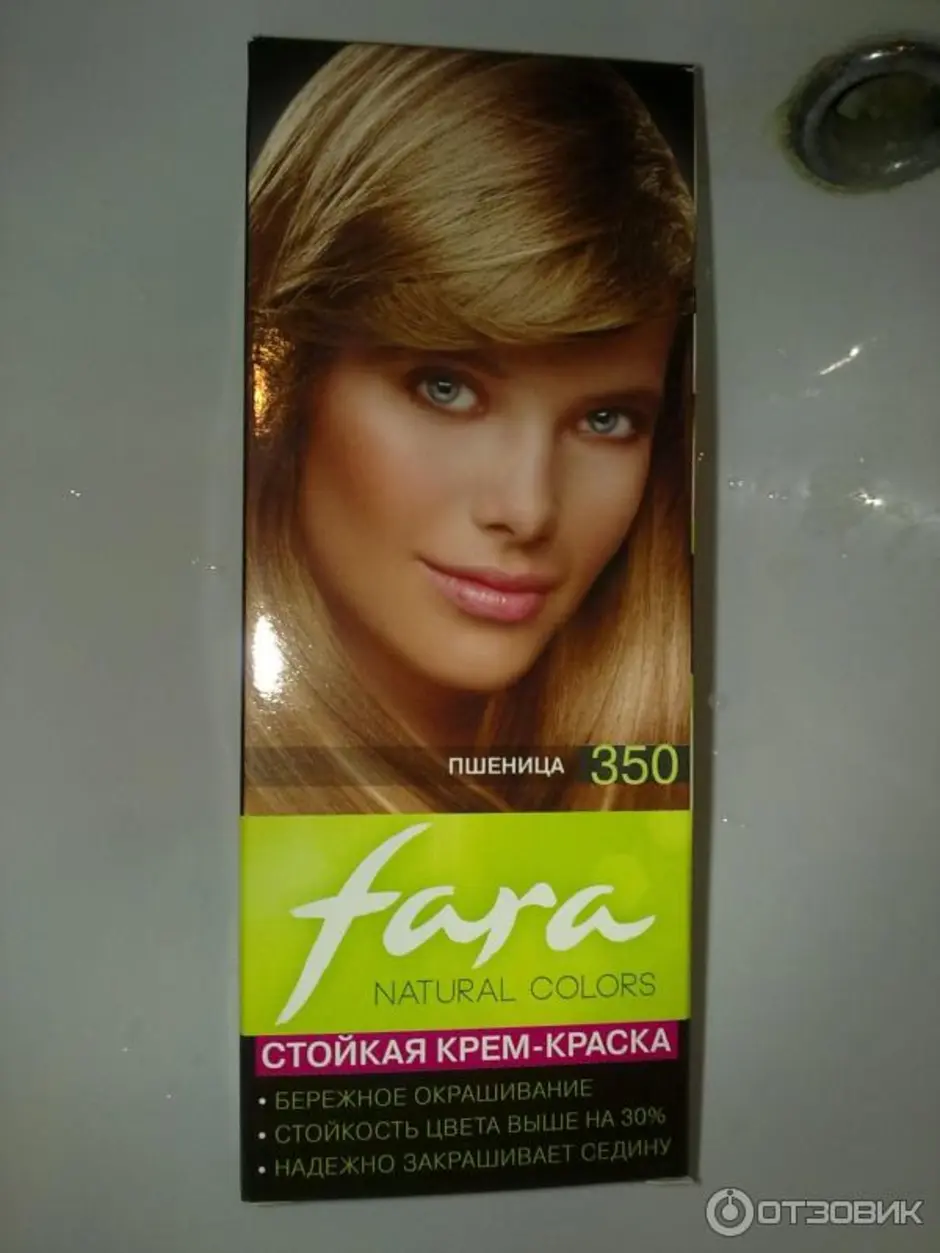 ПШЕНИЦА 350
fara
NATURAL COLORS
СТОЙКАЯ КРЕМ-КРАСКА
• БЕРЕЖНОЕ ОКРАШИВАНИЕ
• СТОЙКОСТЬ ЦВЕТА ВЫШЕ НА 30%
• НАДЕЖНО ЗАКРАШИВАЕТ СЕДИНУ
ОТЗОВИК